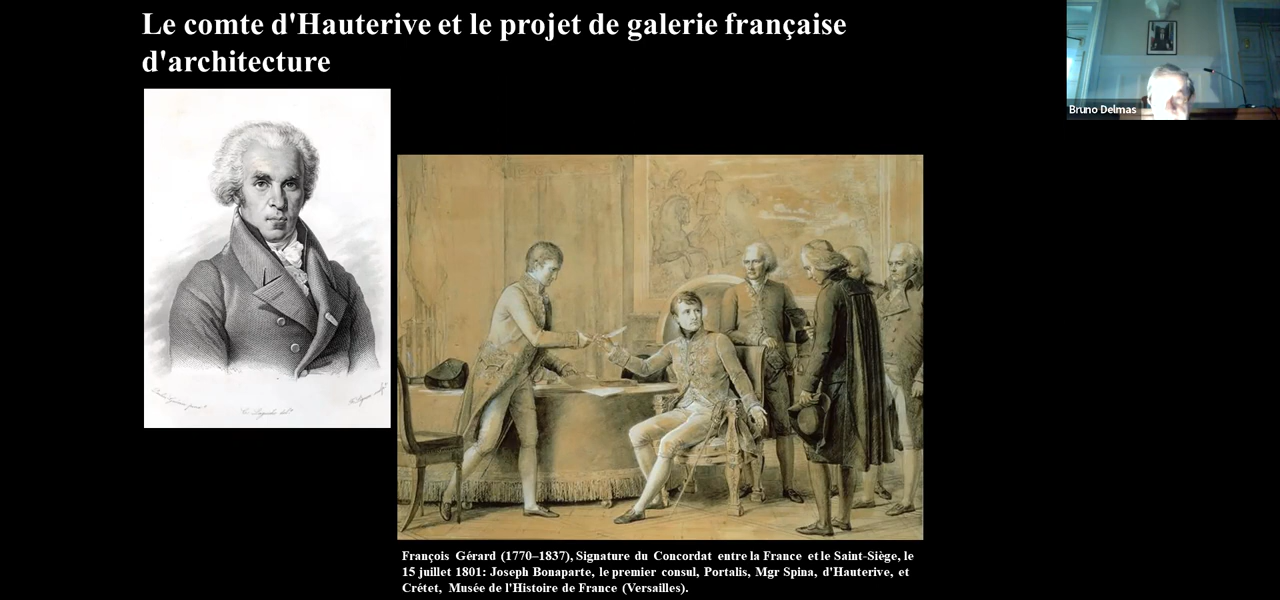 Le comte d'Hauterive et le projet de galerie française
d'architecture
Bruno Delmas
François Gérard (1770–1837), Signature du Concordat entre la France et le Saint-Siège, le
15 juillet 1801: Joseph Bonaparte, le premier consul, Portalis, Mgr Spina, d'Hauterive, et
Crétet, Musée de l'Histoire de France (Versailles).